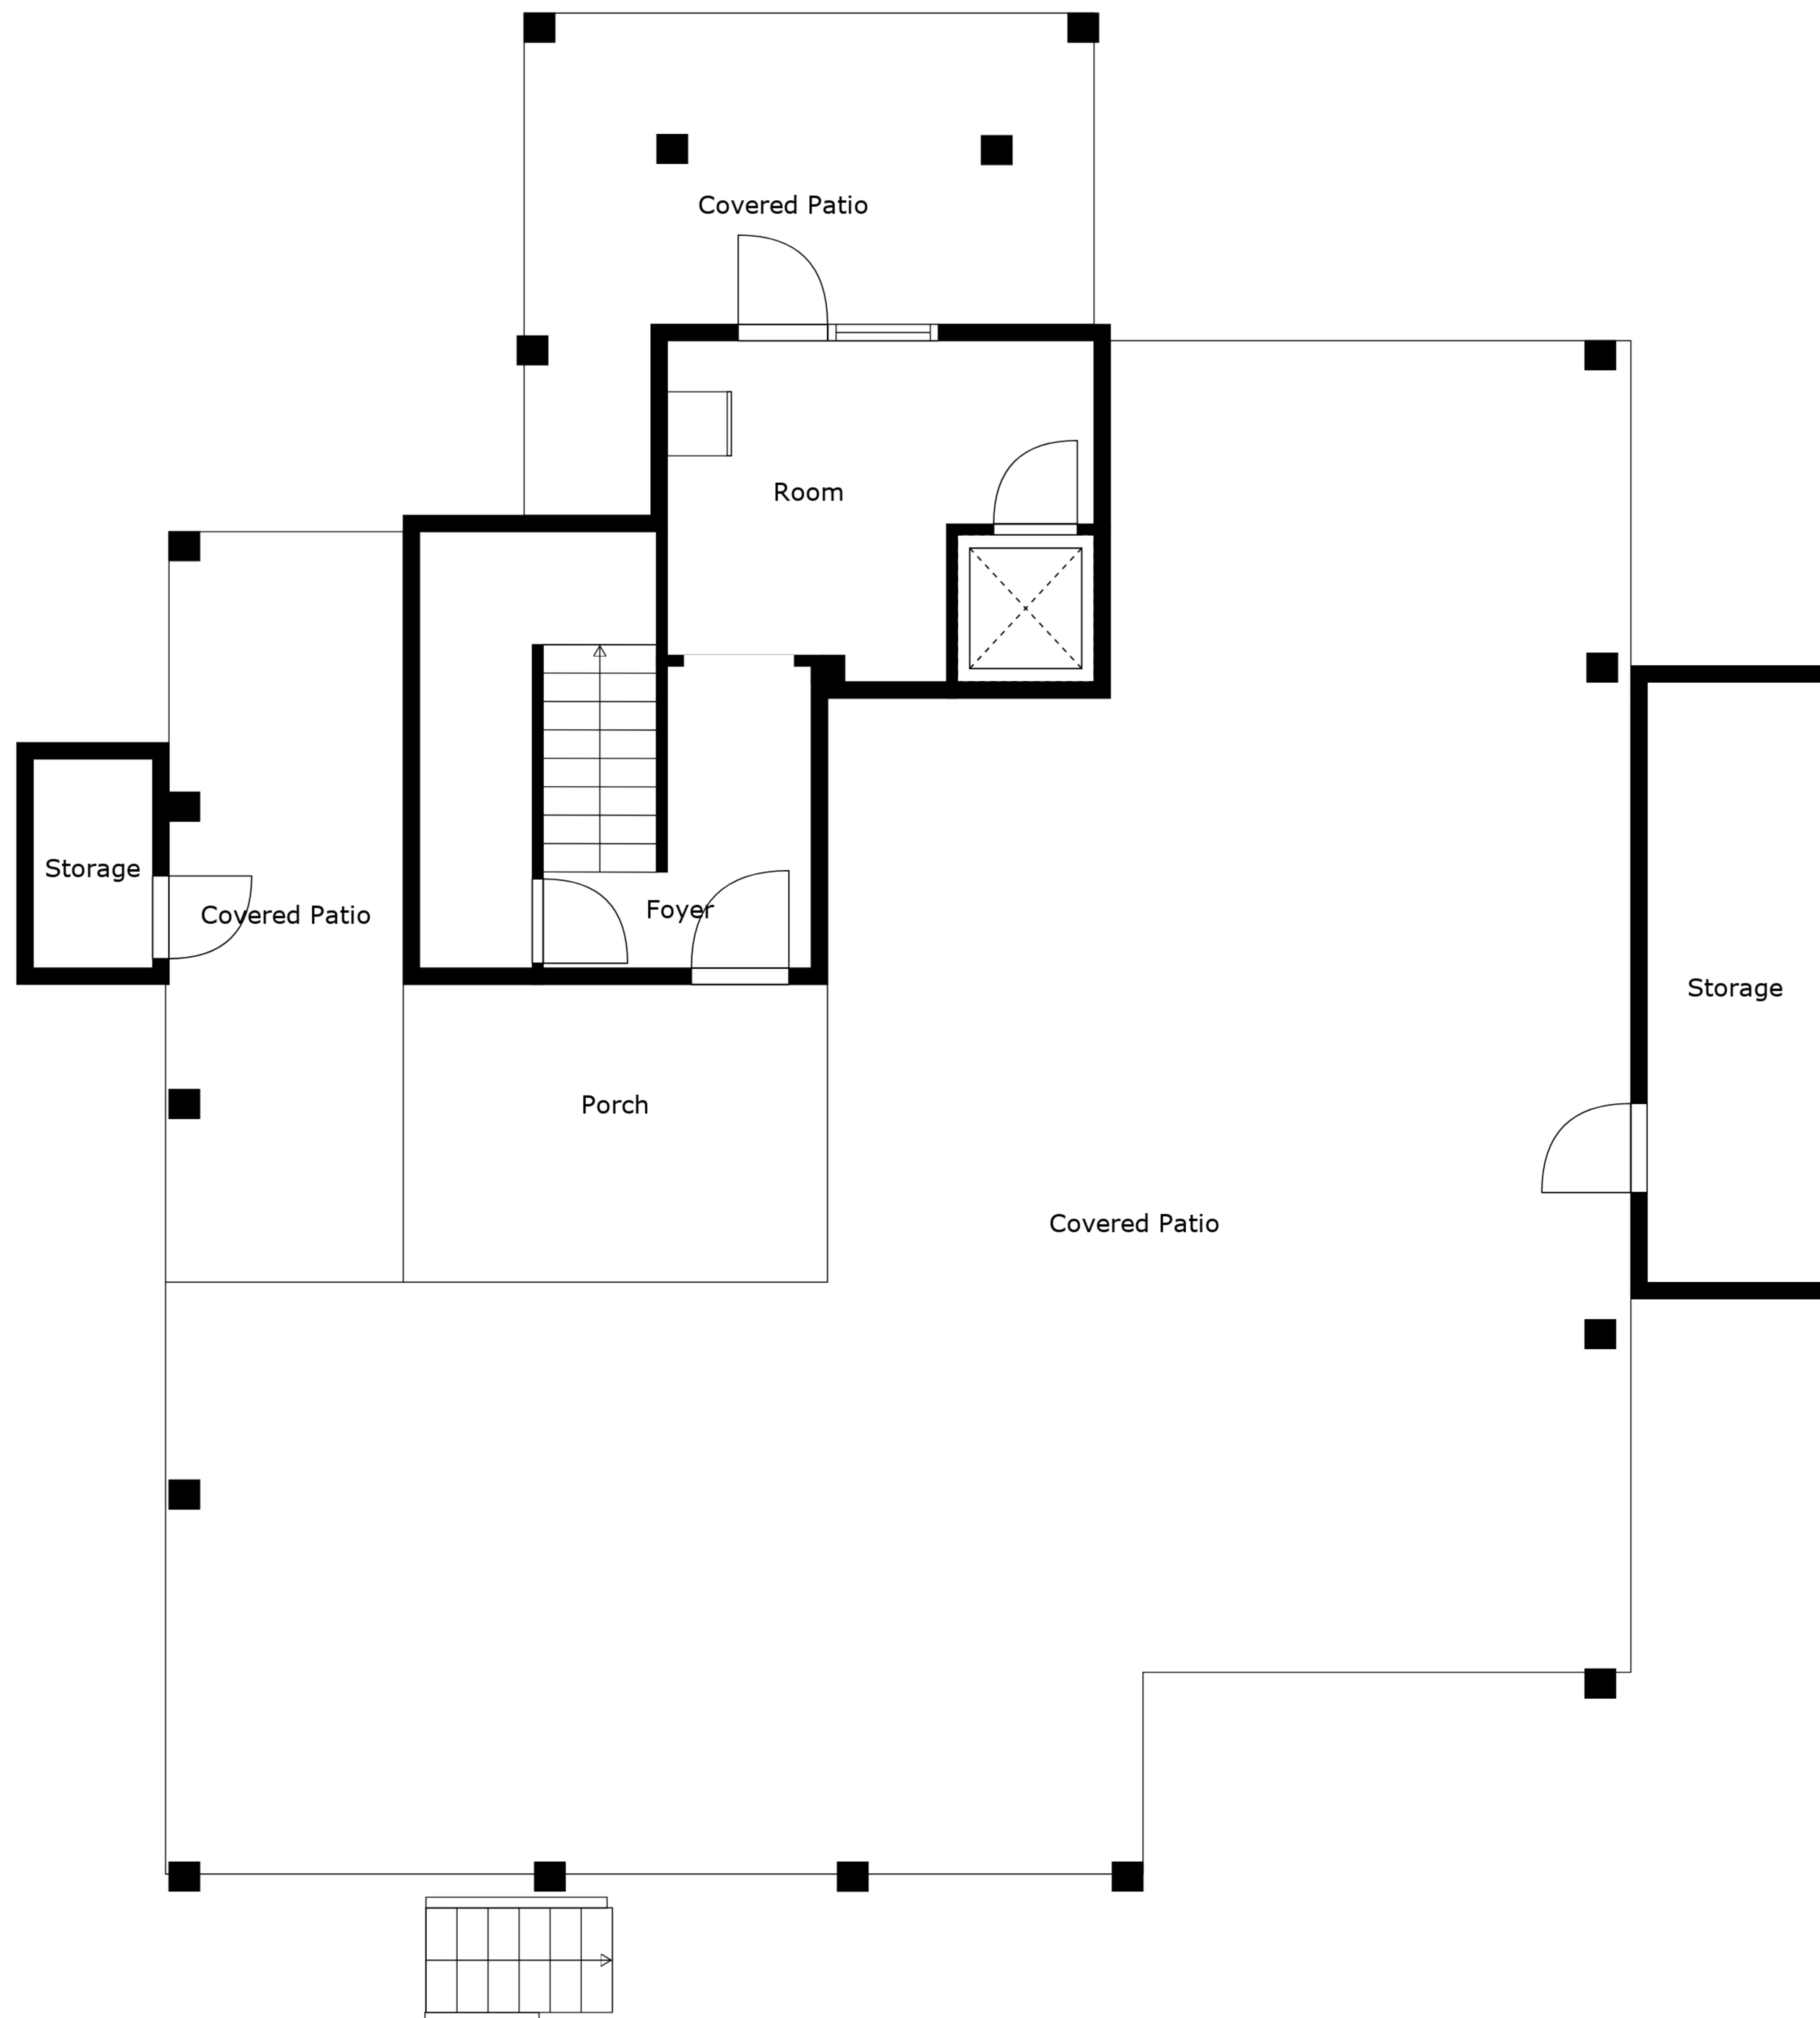 Covered Patio
Room
Storage
Covered Patio
Foyer
Storage
Porch
Covered Patio